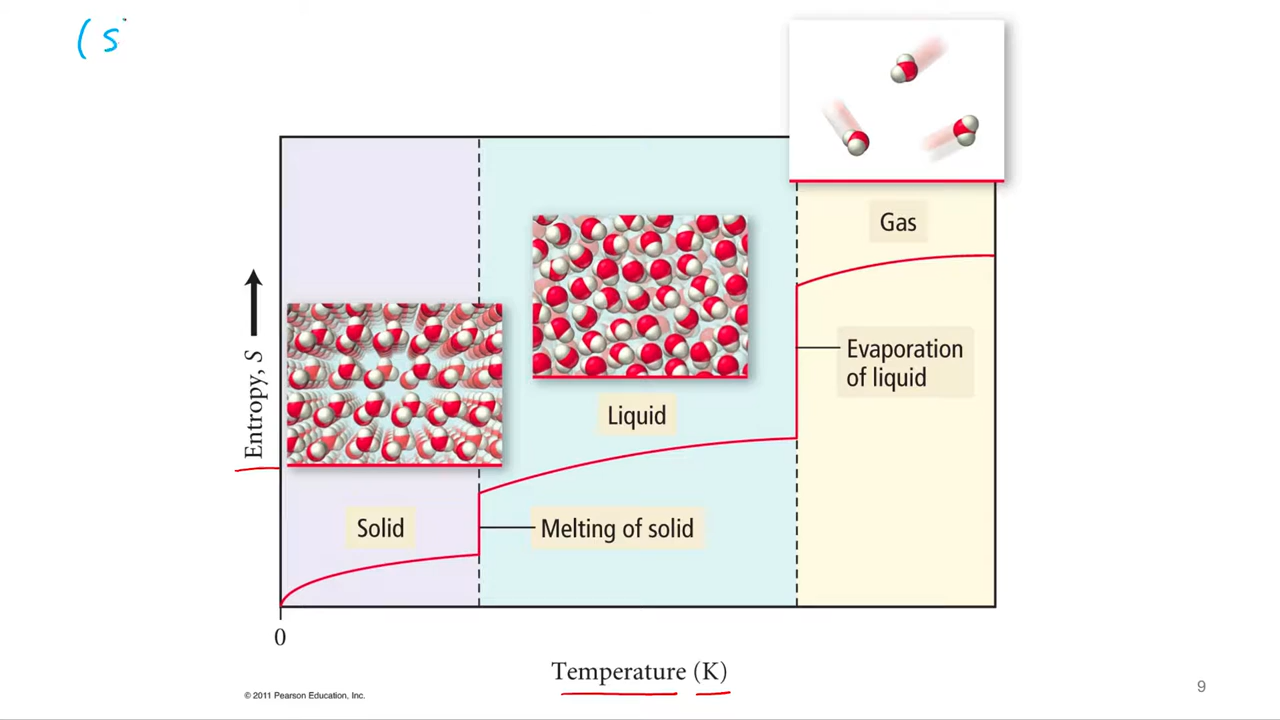 (s
Gas
Evaporation
of liquid
Entropy, S
Liquid
Solid
Melting of solid
0
Temperature (K)
© 2011 Pearson Education, Inc.
9